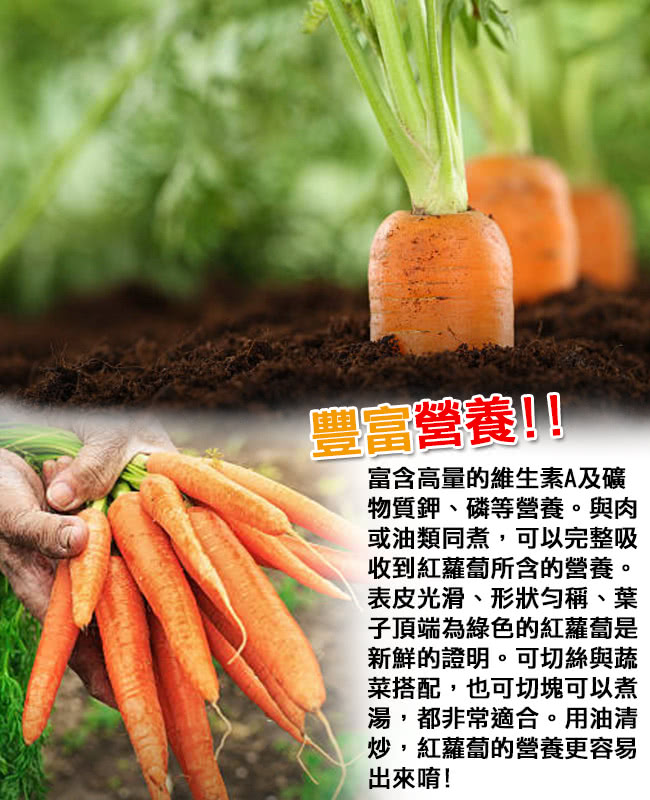 豐富營養!!
富含高量的維生素A及礦
物質鉀、磷等營養。與肉
或油類同煮，可以完整吸
收到紅蘿蔔所含的營養。
表皮光滑、形狀勻稱、葉
子頂端為綠色的紅蘿蔔是
新鮮的證明。可切絲與蔬
菜搭配，也可切塊可以煮
湯，都非常適合。用油清
炒，紅蘿蔔的營養更容易
出來唷!